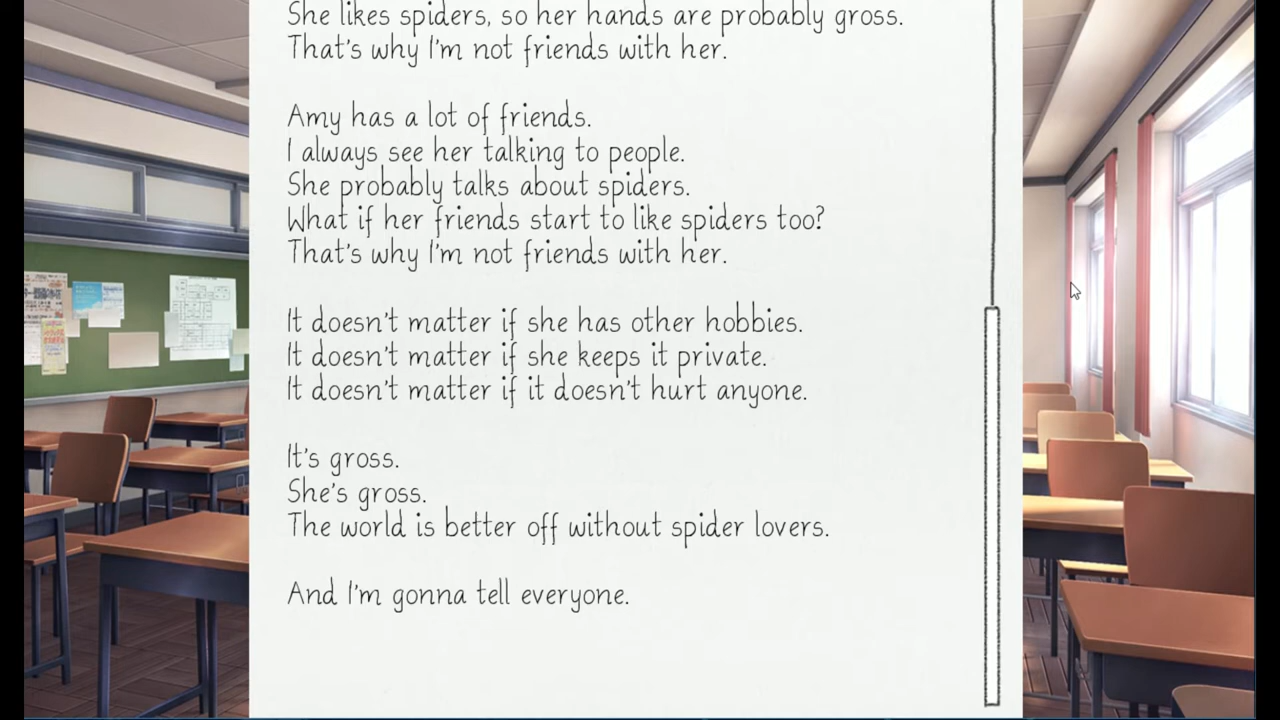 She likes spiders, so her hands are probably gross.
That's why I'm not friends with her.
Amy has a lot of friends.
I always see her talking to people.
She probably talks about spiders.
What if her friends start to like spiders too?
That's why I'm not friends with her.
It doesn't matter if she has other hobbies.
It doesn't matter if she keeps it private.
It doesn't matter if it doesn't hurt anyone.
It's gross.
She's gross.
The world is better off without spider lovers.
And I'm gonna tell everyone.